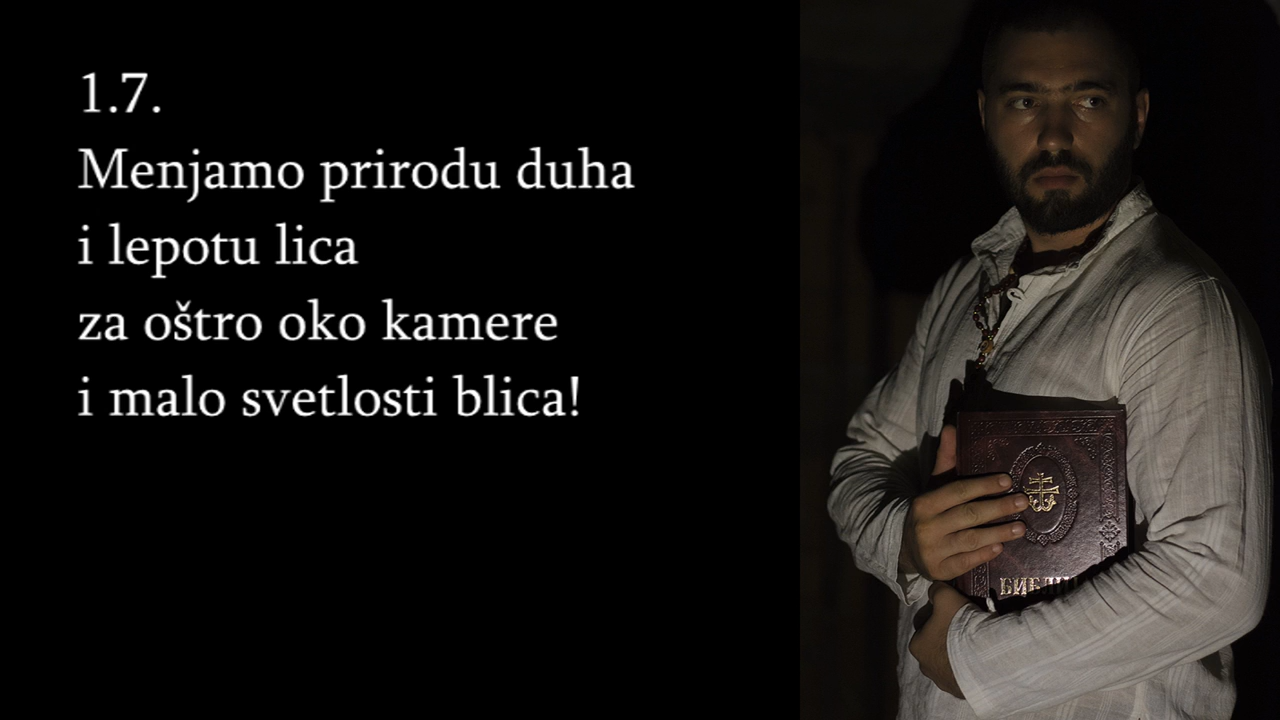 1.7.
Menjamo prirodu duha
i lepotu lica
za oštro oko kamere
i malo svetlosti blica!